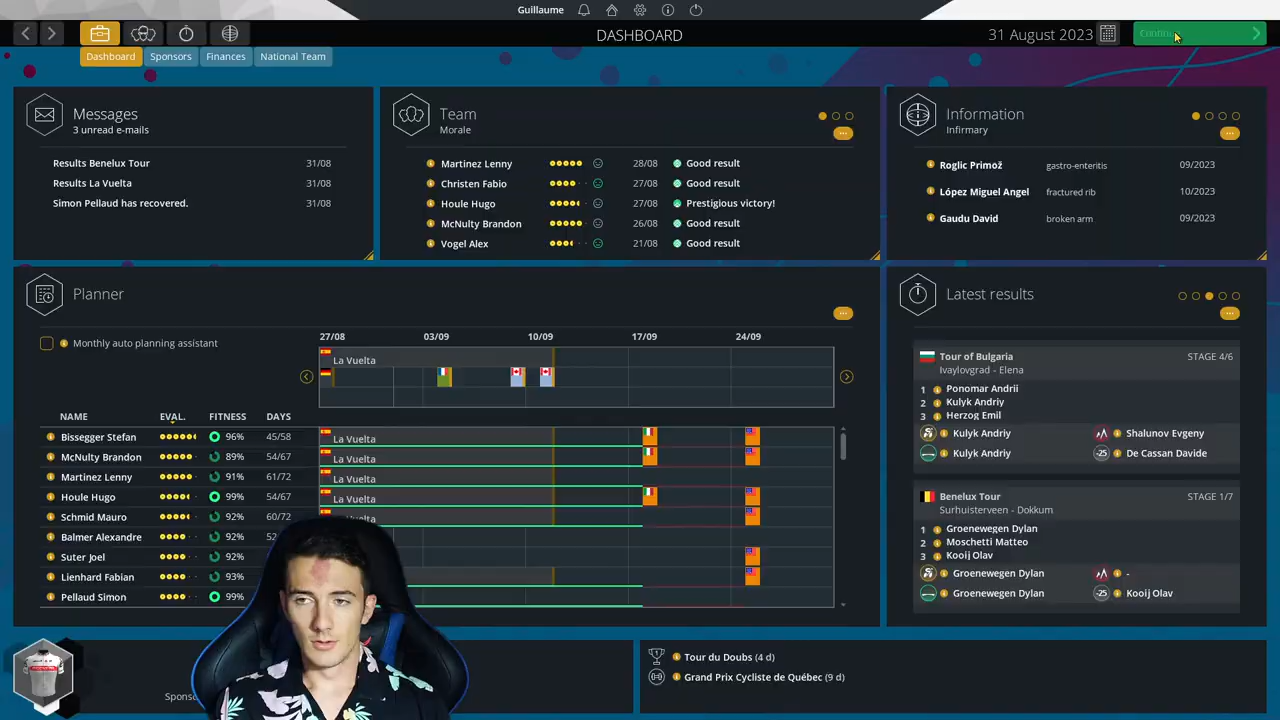 Guillaume
DASHBOARD
31 August 2023
Continue
Dashboard
Sponsors
Finances
National Team
Messages
3 unread e-mails
Results Benelux Tour 31/08
Results La Vuelta 31/08
Simon Pellaud has recovered. 31/08
Team
Morale
Martinez Lenny 28/08 Good result
Christen Fabio 27/08 Good result
Houle Hugo 27/08 Prestigious victory!
McNulty Brandon 26/08 Good result
Vogel Alex 21/08 Good result
Information
Infirmary
Roglic Primož gastro-enteritis 09/2023
López Miguel Angel fractured rib 10/2023
Gaudu David broken arm 09/2023
Planner
Monthly auto planning assistant
27/08 03/09 10/09 17/09 24/09
La Vuelta
NAME EVAL. FITNESS DAYS
Bissegger Stefan 96% 45/58 La Vuelta
McNulty Brandon 89% 54/67 La Vuelta
Martinez Lenny 91% 61/72 La Vuelta
Houle Hugo 99% 54/67 La Vuelta
Schmid Mauro 92% 60/72 La Vuelta
Balmer Alexandre 92%
Suter Joel 92%
Lienhard Fabian 93%
Pellaud Simon 99%
Latest results
Tour of Bulgaria STAGE 4/6
Ivaylovgrad - Elena
1 Ponomar Andrii
2 Kulyk Andriy
3 Herzog Emil
Kulyk Andriy Shalunov Evgeny
Kulyk Andriy -25 De Cassan Davide
Benelux Tour STAGE 1/7
Surhuisterveen - Dokkum
1 Groenewegen Dylan
2 Moschetti Matteo
3 Kooij Olav
Groenewegen Dylan -
Groenewegen Dylan -25 Kooij Olav
Tour du Doubs (4 d)
Grand Prix Cycliste de Québec (9 d)